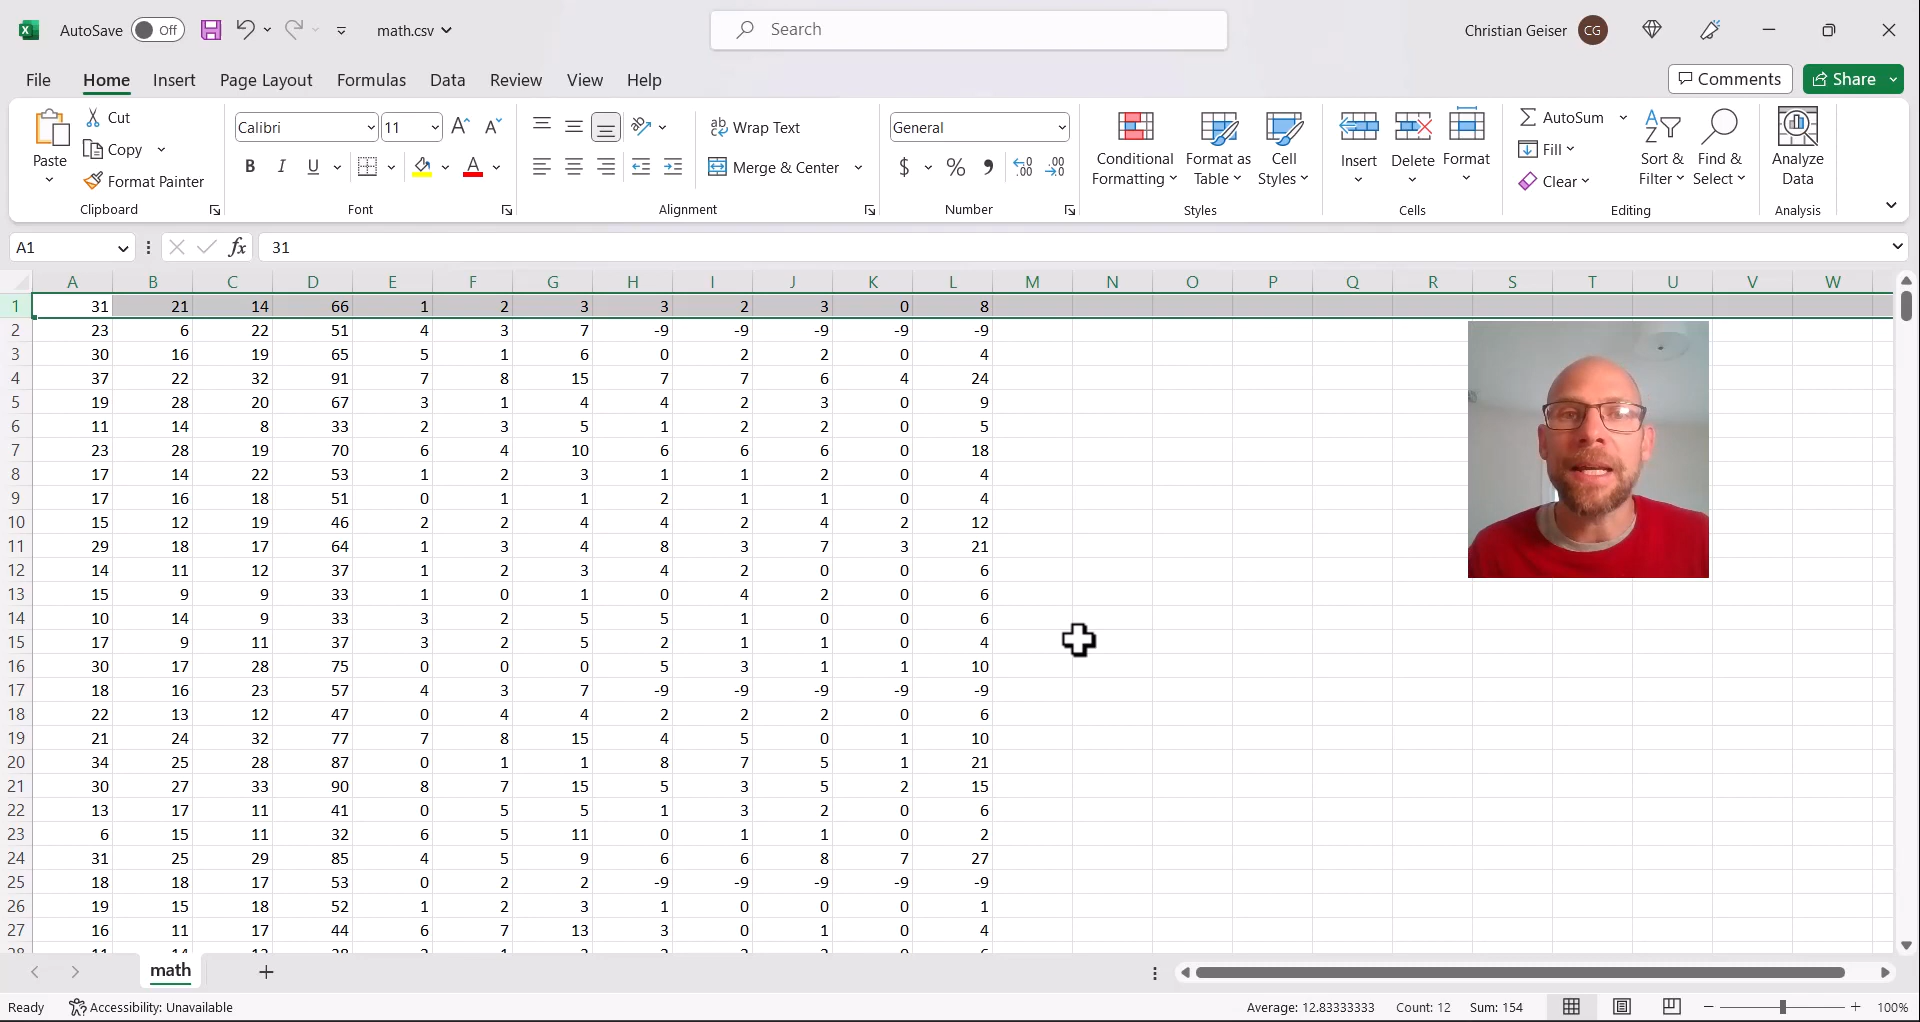 AutoSave Off math.csv Search Christian Geiser CG
File Home Insert Page Layout Formulas Data Review View Help Comments Share
Paste Cut Copy Format Painter Clipboard
Calibri 11 B I U A Font
Wrap Text Merge & Center Alignment
General $ % Number
Conditional Formatting Format as Table Cell Styles Styles
Insert Delete Format Cells
AutoSum Fill Clear Sort & Filter Find & Select Editing
Analyze Data Analysis
A1 fx 31
A B C D E F G H I J K L M N O P Q R S T U V W
1 31 21 14 66 1 2 3 3 2 3 0 8
2 23 6 22 51 4 3 7 -9 -9 -9 -9 -9
3 30 16 19 65 5 1 6 0 2 2 0 4
4 37 22 32 91 7 8 15 7 7 6 4 24
5 19 28 20 67 3 1 4 4 2 3 0 9
6 11 14 8 33 2 3 5 1 2 2 0 5
7 23 28 19 70 6 4 10 6 6 6 0 18
8 17 14 22 53 1 2 3 1 1 2 0 4
9 17 16 18 51 0 1 1 2 1 1 0 4
10 15 12 19 46 2 2 4 4 2 4 2 12
11 29 18 17 64 1 3 4 8 3 7 3 21
12 14 11 12 37 1 2 3 4 2 0 0 6
13 15 9 9 33 1 0 1 0 4 2 0 6
14 10 14 9 33 3 2 5 5 1 0 0 6
15 17 9 11 37 3 2 5 2 1 1 0 4
16 30 17 28 75 0 0 0 5 3 1 1 10
17 18 16 23 57 4 3 7 -9 -9 -9 -9 -9
18 22 13 12 47 0 4 4 2 2 2 0 6
19 21 24 32 77 7 8 15 4 5 0 1 10
20 34 25 28 87 0 1 1 8 7 5 1 21
21 30 27 33 90 8 7 15 5 3 5 2 15
22 13 17 11 41 0 5 5 1 3 2 0 6
23 6 15 11 32 6 5 11 0 1 1 0 2
24 31 25 29 85 4 5 9 6 6 8 7 27
25 18 18 17 53 0 2 2 -9 -9 -9 -9 -9
26 19 15 18 52 1 2 3 1 0 0 0 1
27 16 11 17 44 6 7 13 3 0 1 0 4
math
Ready Accessibility: Unavailable Average: 12.83333333 Count: 12 Sum: 154 100%